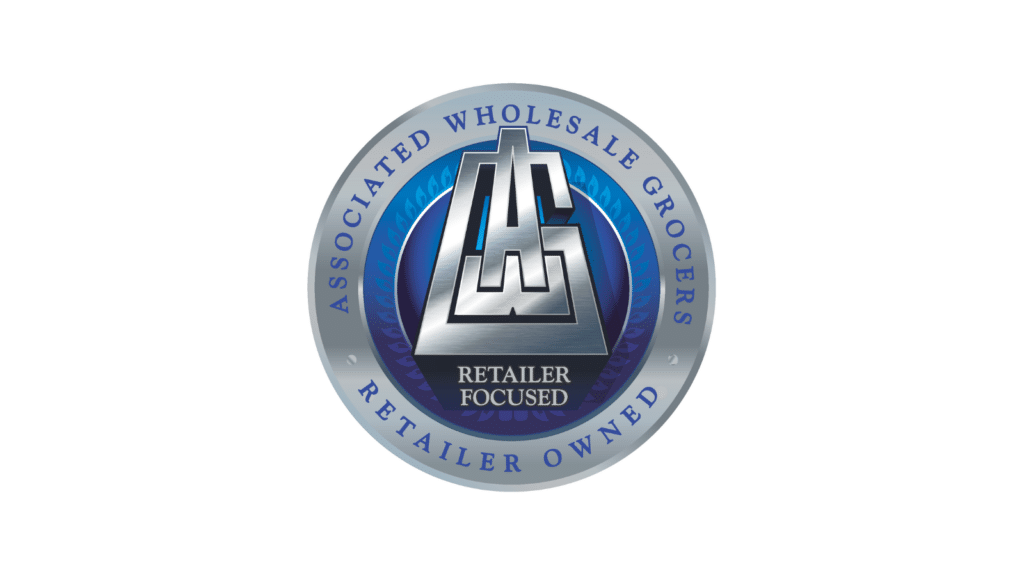 ASSOCIATED WHOLESALE GROCERS
AWG
RETAILER
FOCUSED
RETAILER OWNED